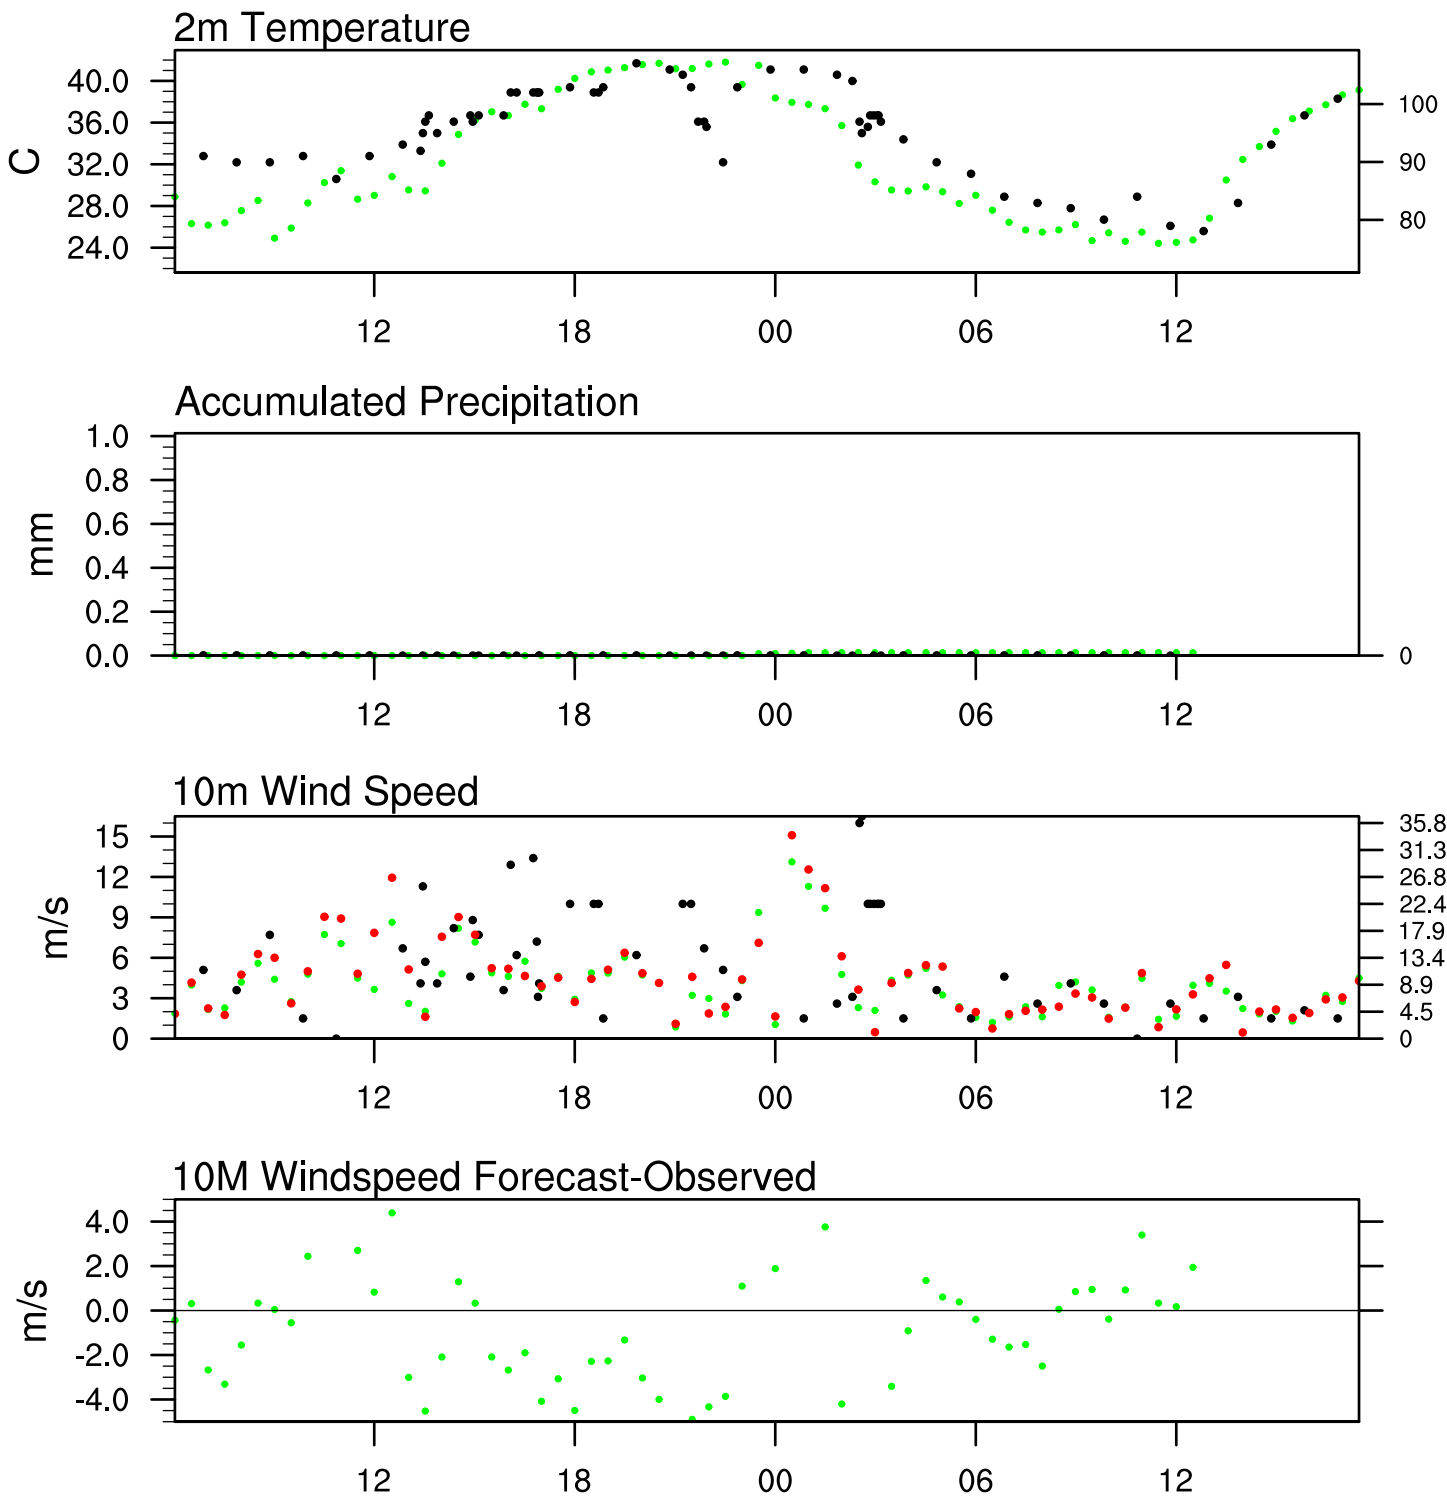 2m Temperature
C
40.0
36.0
32.0
28.0
24.0
100
90
80
12 18 00 06 12
Accumulated Precipitation
mm
1.0
0.8
0.6
0.4
0.2
0.0
0
12 18 00 06 12
10m Wind Speed
m/s
15
12
9
6
3
0
35.8
31.3
26.8
22.4
17.9
13.4
8.9
4.5
0
12 18 00 06 12
10M Windspeed Forecast-Observed
m/s
4.0
2.0
0.0
-2.0
-4.0
12 18 00 06 12